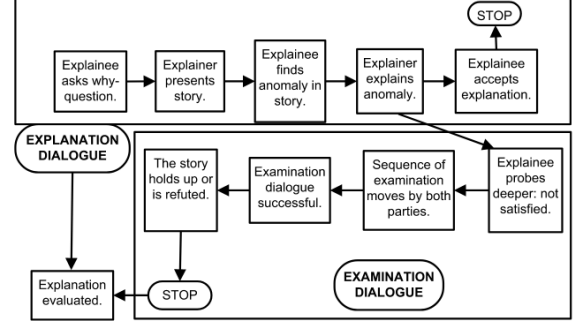 STOP
Explainee
asks why-
question.
Explainer
presents
story.
Explainee
finds
anomaly in
story.
Explainer
explains
anomaly.
Explainee
accepts
explanation.
EXPLANATION
DIALOGUE
The story
holds up or
is refuted.
Examination
dialogue
successful.
Sequence of
examination
moves by both
parties.
Explainee
probes
deeper: not
satisfied.
Explanation
evaluated.
STOP
EXAMINATION
DIALOGUE